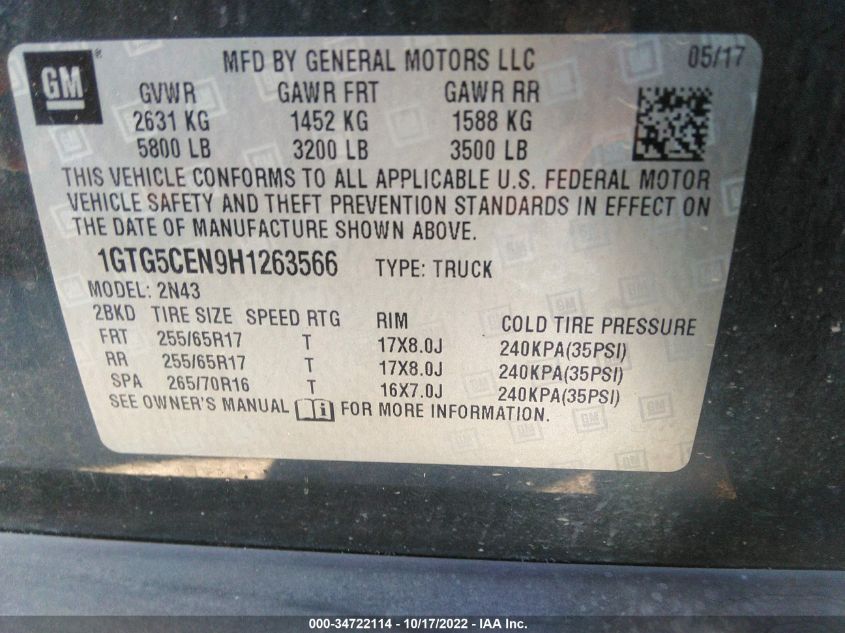 GM ®
MFD BY GENERAL MOTORS LLC 05/17
GVWR GAWR FRT GAWR RR
2631 KG 1452 KG 1588 KG
5800 LB 3200 LB 3500 LB
THIS VEHICLE CONFORMS TO ALL APPLICABLE U.S. FEDERAL MOTOR
VEHICLE SAFETY AND THEFT PREVENTION STANDARDS IN EFFECT ON
THE DATE OF MANUFACTURE SHOWN ABOVE.
1GTG5CEN9H1263566 TYPE: TRUCK
MODEL: 2N43
2BKD TIRE SIZE SPEED RTG RIM COLD TIRE PRESSURE
FRT 255/65R17 T 17X8.0J 240KPA(35PSI)
RR 255/65R17 T 17X8.0J 240KPA(35PSI)
SPA 265/70R16 T 16X7.0J 240KPA(35PSI)
SEE OWNER'S MANUAL FOR MORE INFORMATION.
000-34722114 - 10/17/2022 - IAA Inc.